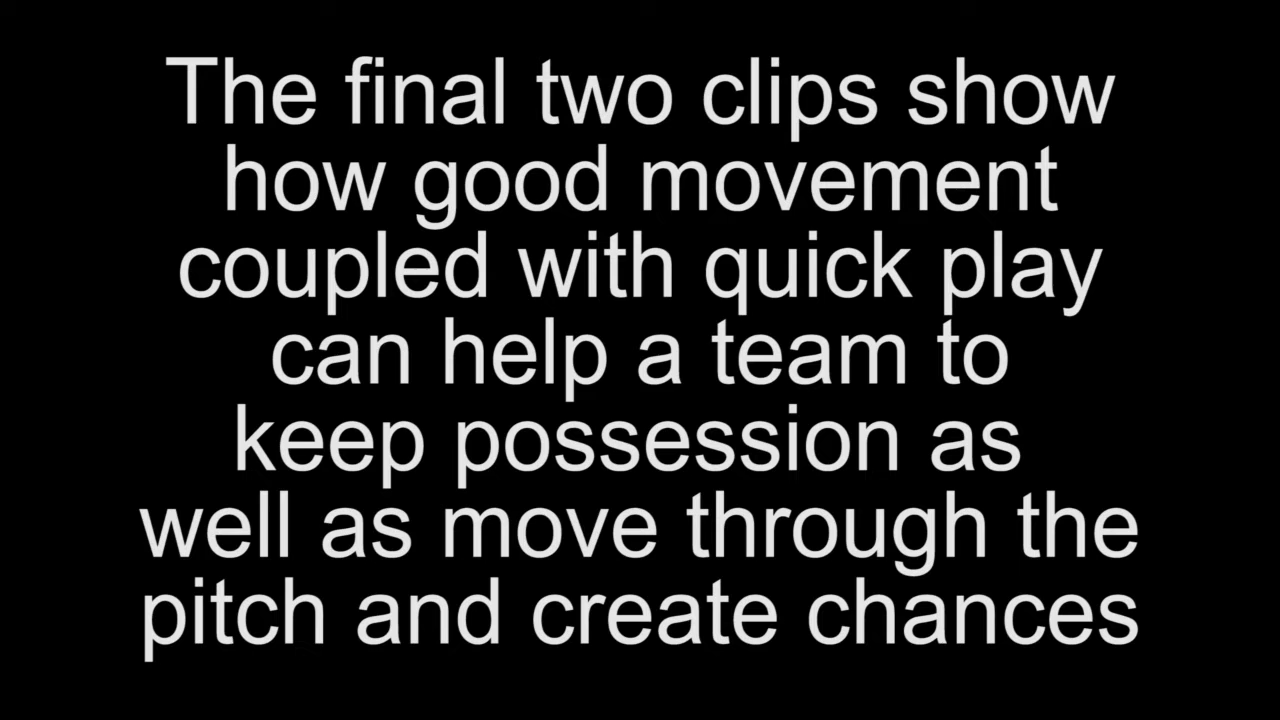 The final two clips show
how good movement
coupled with quick play
can help a team to
keep possession as
well as move through the
pitch and create chances